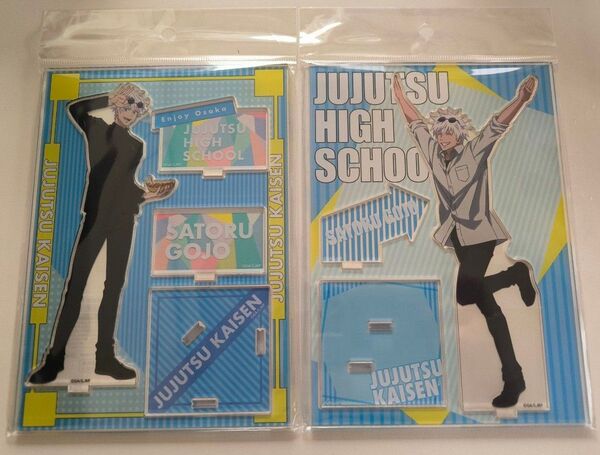 Enjoy Osaka
JUJUTSU
HIGH
SCHOOL
SATORU
GOJO
JUJUTSU KAISEN
JUJUTSU KAISEN
JUJUTSU KAISEN
JUJUTSU
HIGH
SCHOO
SATORU GOJO
JUJUTSU
KAISEN